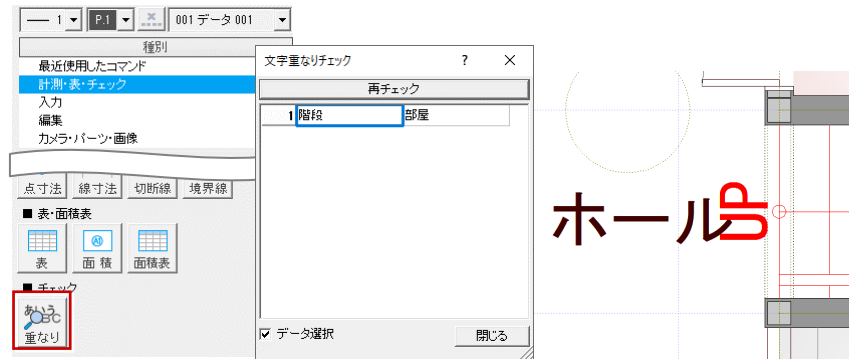 1 P.1 001 データ 001
種別
最近使用したコマンド
計測・表・チェック
入力
編集
カメラ・パーツ・画像
点寸法 線寸法 切断線 境界線
■ 表・面積表
表 面積 面積表
■ チェック
あいう
ABC
重なり
文字重なりチェック ? ×
再チェック
1 階段 部屋
データ選択 閉じる
ホール
UP